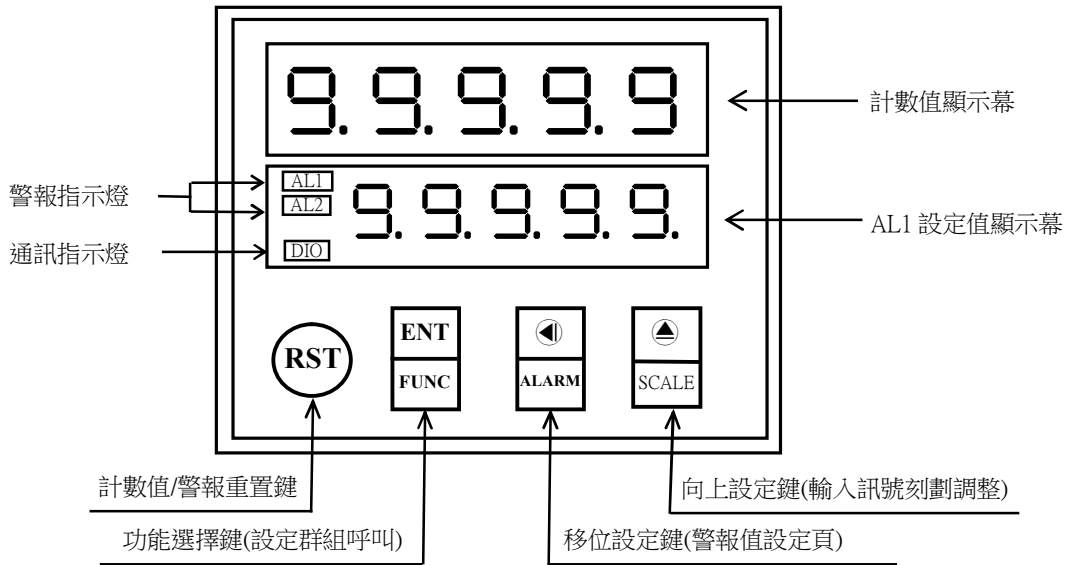 9.9.9.9.9
計數值顯示幕
警報指示燈
AL1
AL2
9.9.9.9.9.
AL1 設定值顯示幕
通訊指示燈
DIO
RST
ENT
FUNC
ALARM
SCALE
計數值/警報重置鍵
向上設定鍵(輸入訊號刻劃調整)
功能選擇鍵(設定群組呼叫)
移位設定鍵(警報值設定頁)